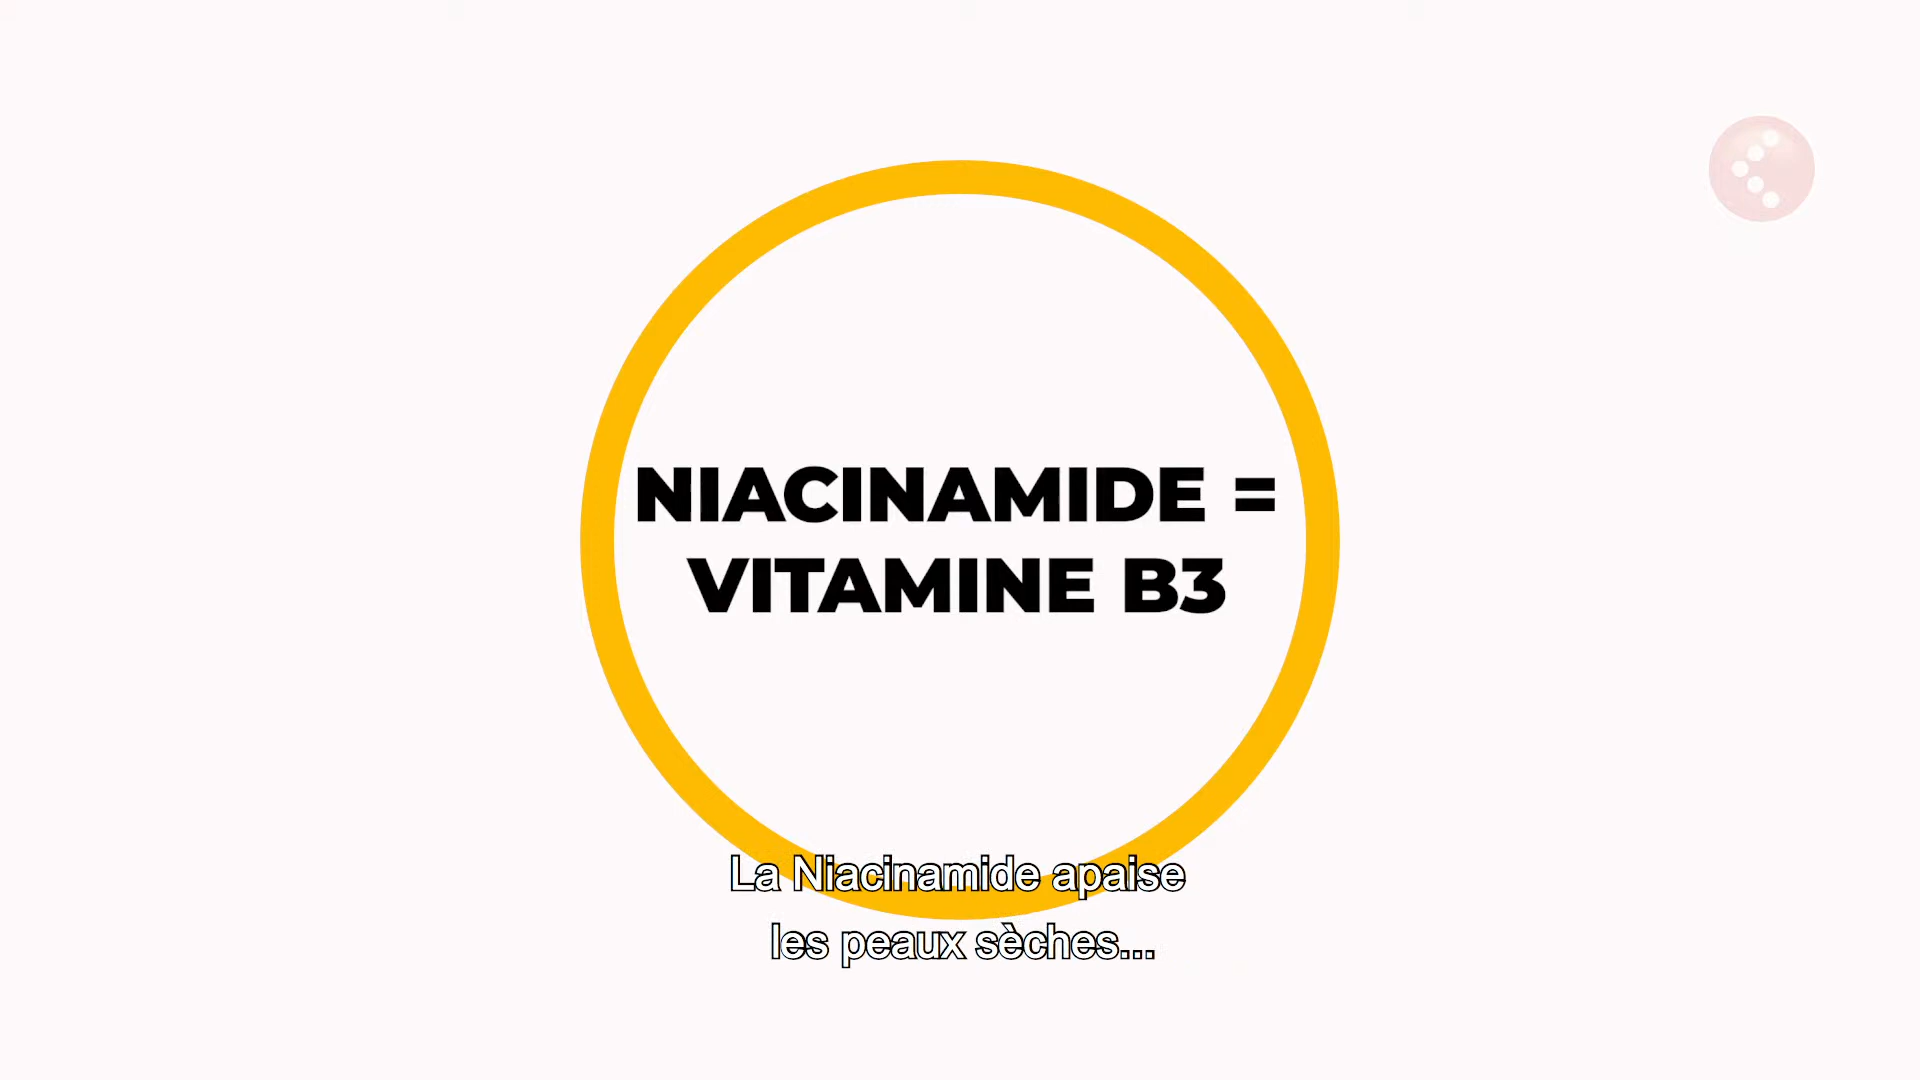 NIACINAMIDE =
VITAMINE B3
La Niacinamide apaise
les peaux sèches...